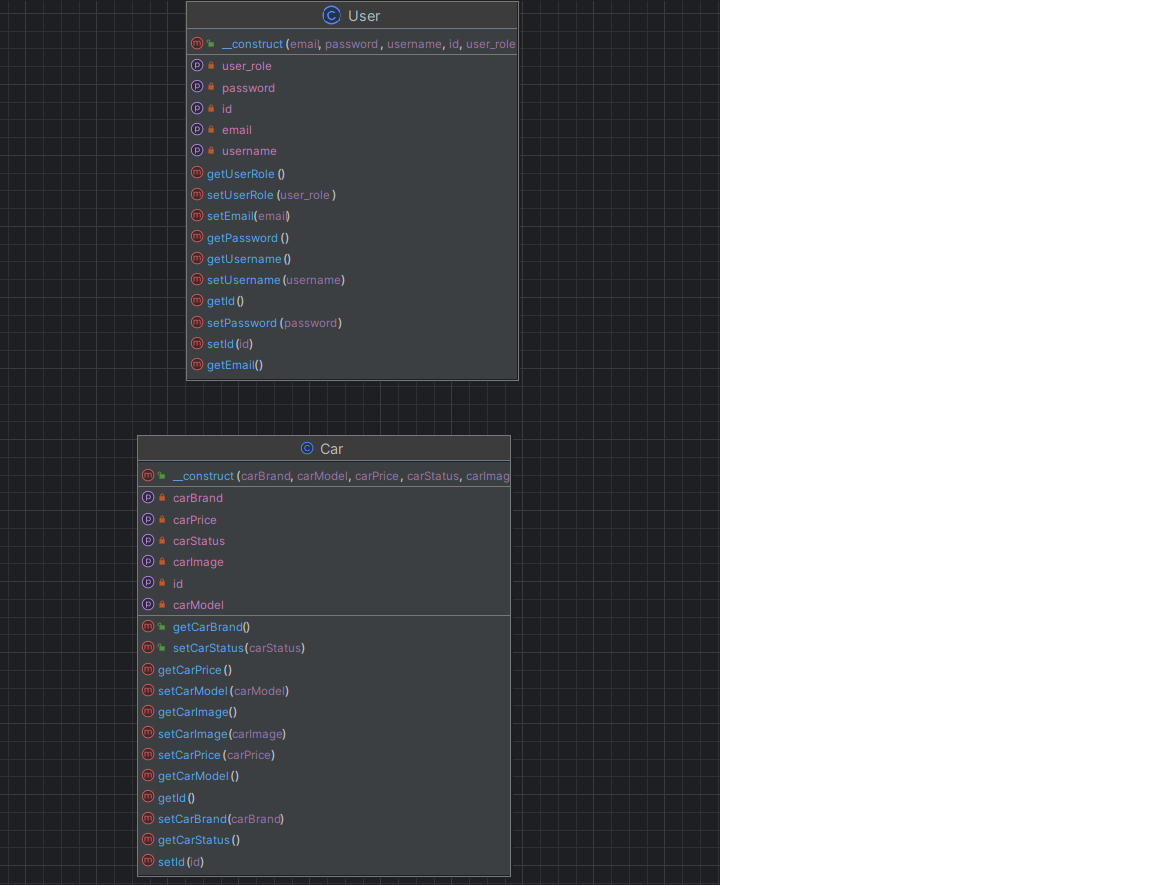 User
__construct (email, password , username, id, user_role
user_role
password
id
email
username
getUserRole ()
setUserRole (user_role )
setEmail(email)
getPassword ()
getUsername ()
setUsername (username)
getId ()
setPassword (password)
setId (id)
getEmail()
Car
__construct (carBrand, carModel, carPrice , carStatus, carImag
carBrand
carPrice
carStatus
carImage
id
carModel
getCarBrand()
setCarStatus(carStatus)
getCarPrice ()
setCarModel (carModel)
getCarImage()
setCarImage(carImage)
setCarPrice (carPrice)
getCarModel ()
getId ()
setCarBrand(carBrand)
getCarStatus ()
setId (id)